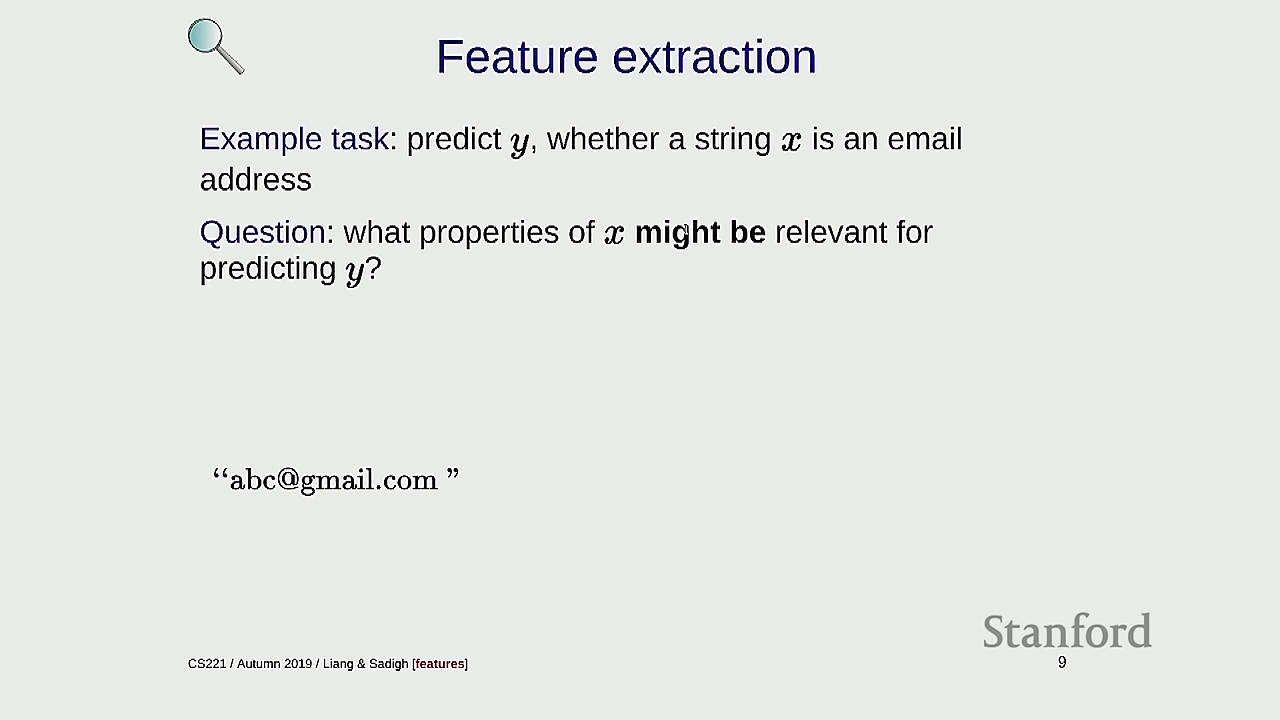 Feature extraction
Example task: predict y, whether a string x is an email
address
Question: what properties of x might be relevant for
predicting y?
“abc@gmail.com ”
Stanford
CS221 / Autumn 2019 / Liang & Sadigh [features]
9